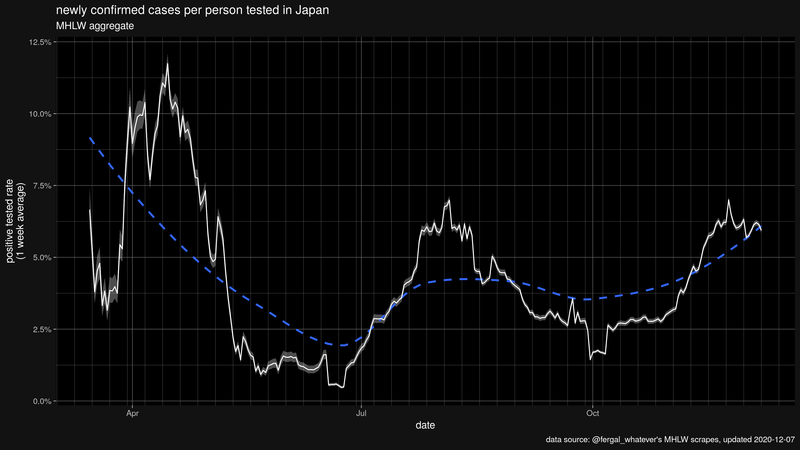 newly confirmed cases per person tested in Japan
MHLW aggregate
12.5%
10.0%
7.5%
5.0%
2.5%
0.0%
positive tested rate
(1 week average)
Apr
Jul
Oct
date
data source: @fergal_whatever's MHLW scrapes, updated 2020-12-07